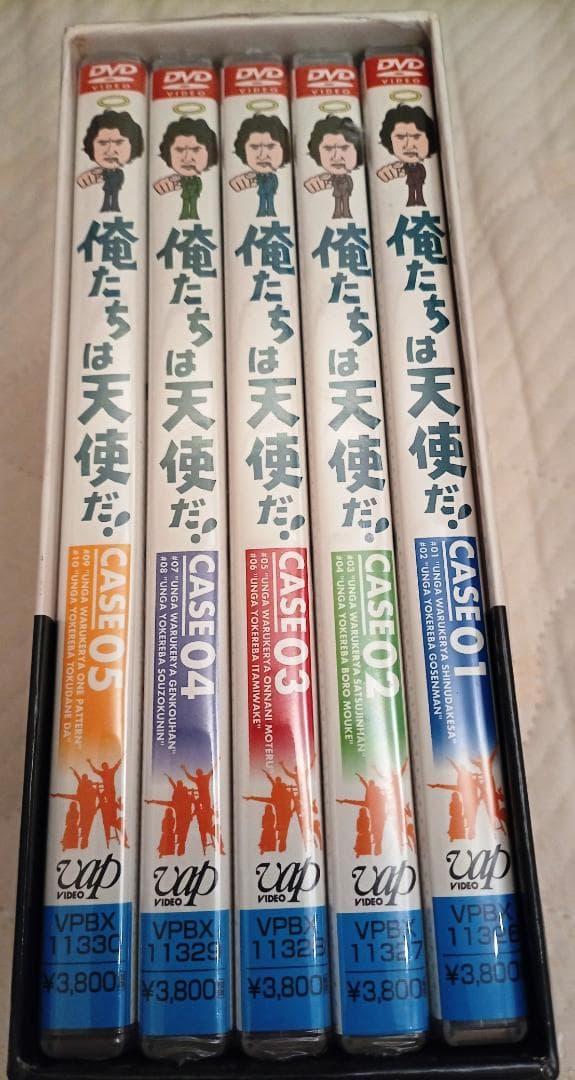 DVD
VIDEO
俺たちは天使だ!
CASE 05
#09 "UNGA WARUKERYA ONE PATTERN"
#10 "UNGA YOKEREBA TOKUDANE DA"
vap
VIDEO
VPBX
11330
¥3,800
DVD
VIDEO
俺たちは天使だ!
CASE 04
#07 "UNGA WARUKERYA GENKOUHAN"
#08 "UNGA YOKEREBA SOUZOKUNIN"
vap
VIDEO
VPBX
11329
¥3,800
DVD
VIDEO
俺たちは天使だ!
CASE 03
#05 "UNGA WARUKERYA ONNANI MOTERU"
#06 "UNGA YOKEREBA ITAMIWAKE"
vap
VIDEO
VPBX
11328
¥3,800
DVD
VIDEO
俺たちは天使だ!
CASE 02
#03 "UNGA WARUKERYA SATSUJINHAN"
#04 "UNGA YOKEREBA BORO MOUKE"
vap
VIDEO
VPBX
11327
¥3,800
DVD
VIDEO
俺たちは天使だ!
CASE 01
#01 "UNGA WARUKERYA SHINUDAKESA"
#02 "UNGA YOKEREBA GOSENMAN"
vap
VIDEO
VPBX
11326
¥3,800